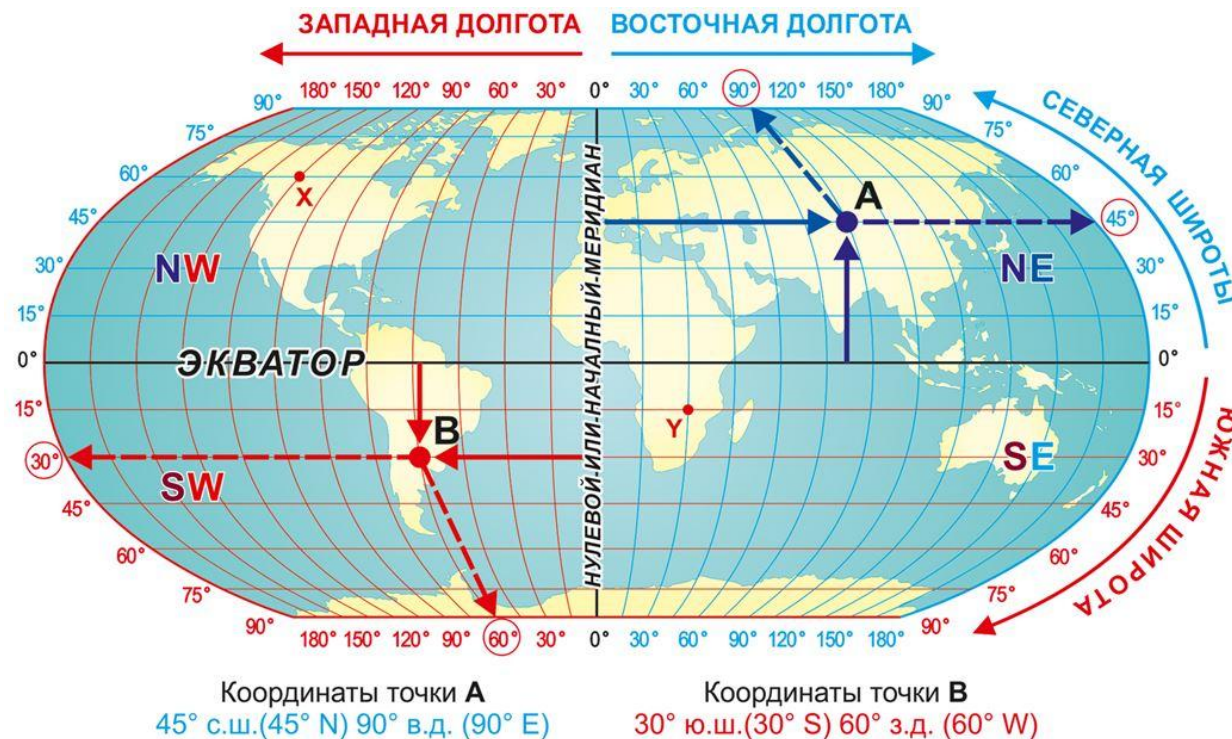 ЗАПАДНАЯ ДОЛГОТА ВОСТОЧНАЯ ДОЛГОТА
180° 150° 120° 90° 60° 30° 0° 30° 60° 90° 120° 150° 180°
90° 90°
75° 75°
60° 60°
45° 45°
30° 30°
15° 15°
0° 0°
15° 15°
30° 30°
45° 45°
60° 60°
75° 75°
90° 90°
СЕВЕРНАЯ ШИРОТЫ
ЮЖНАЯ ШИРОТА
X
A
NW NE
ЭКВАТОР
НУЛЕВОЙ ИЛИ НАЧАЛНЫЙ МЕРИДИАН
B
Y
SW SE
180° 150° 120° 90° 60° 30° 0° 30° 60° 90° 120° 150° 180°
Координаты точки A
45° с.ш.(45° N) 90° в.д. (90° E)
Координаты точки B
30° ю.ш.(30° S) 60° з.д. (60° W)